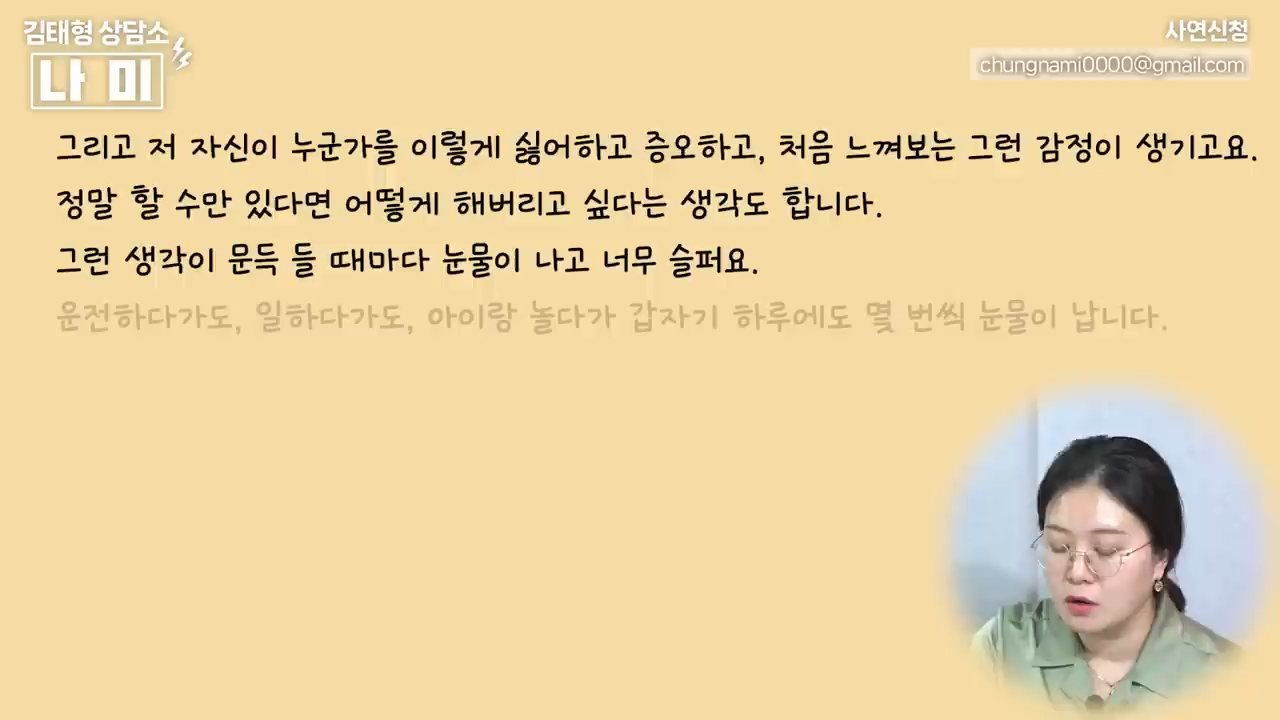 김태형 상담소
나 미
사연신청
chungnami0000@gmail.com
그리고 저 자신이 누군가를 이렇게 싫어하고 증오하고, 처음 느껴보는 그런 감정이 생기고요.
정말 할 수만 있다면 어떻게 해버리고 싶다는 생각도 합니다.
그런 생각이 문득 들 때마다 눈물이 나고 너무 슬퍼요.
운전하다가도, 일하다가도, 아이랑 놀다가 갑자기 하루에도 몇 번씩 눈물이 납니다.